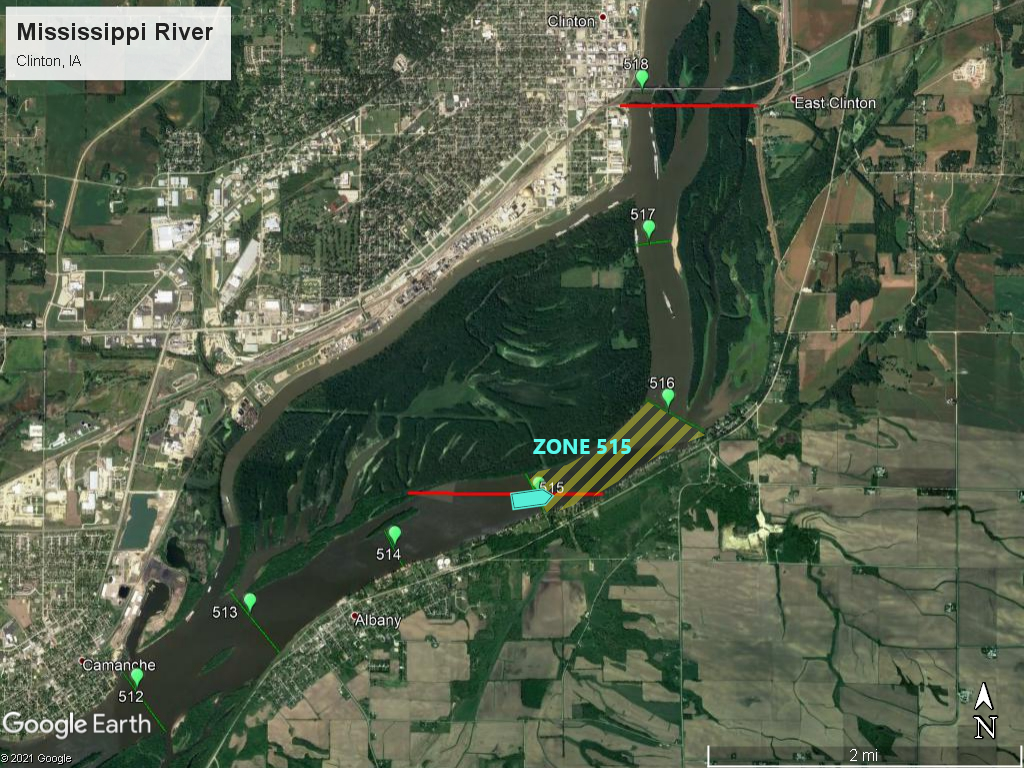 Mississippi River
Clinton, IA
Clinton
518
East Clinton
517
516
ZONE 515
515
514
513
Albany
Camanche
512
Google Earth
N
2 mi
© 2021 Google